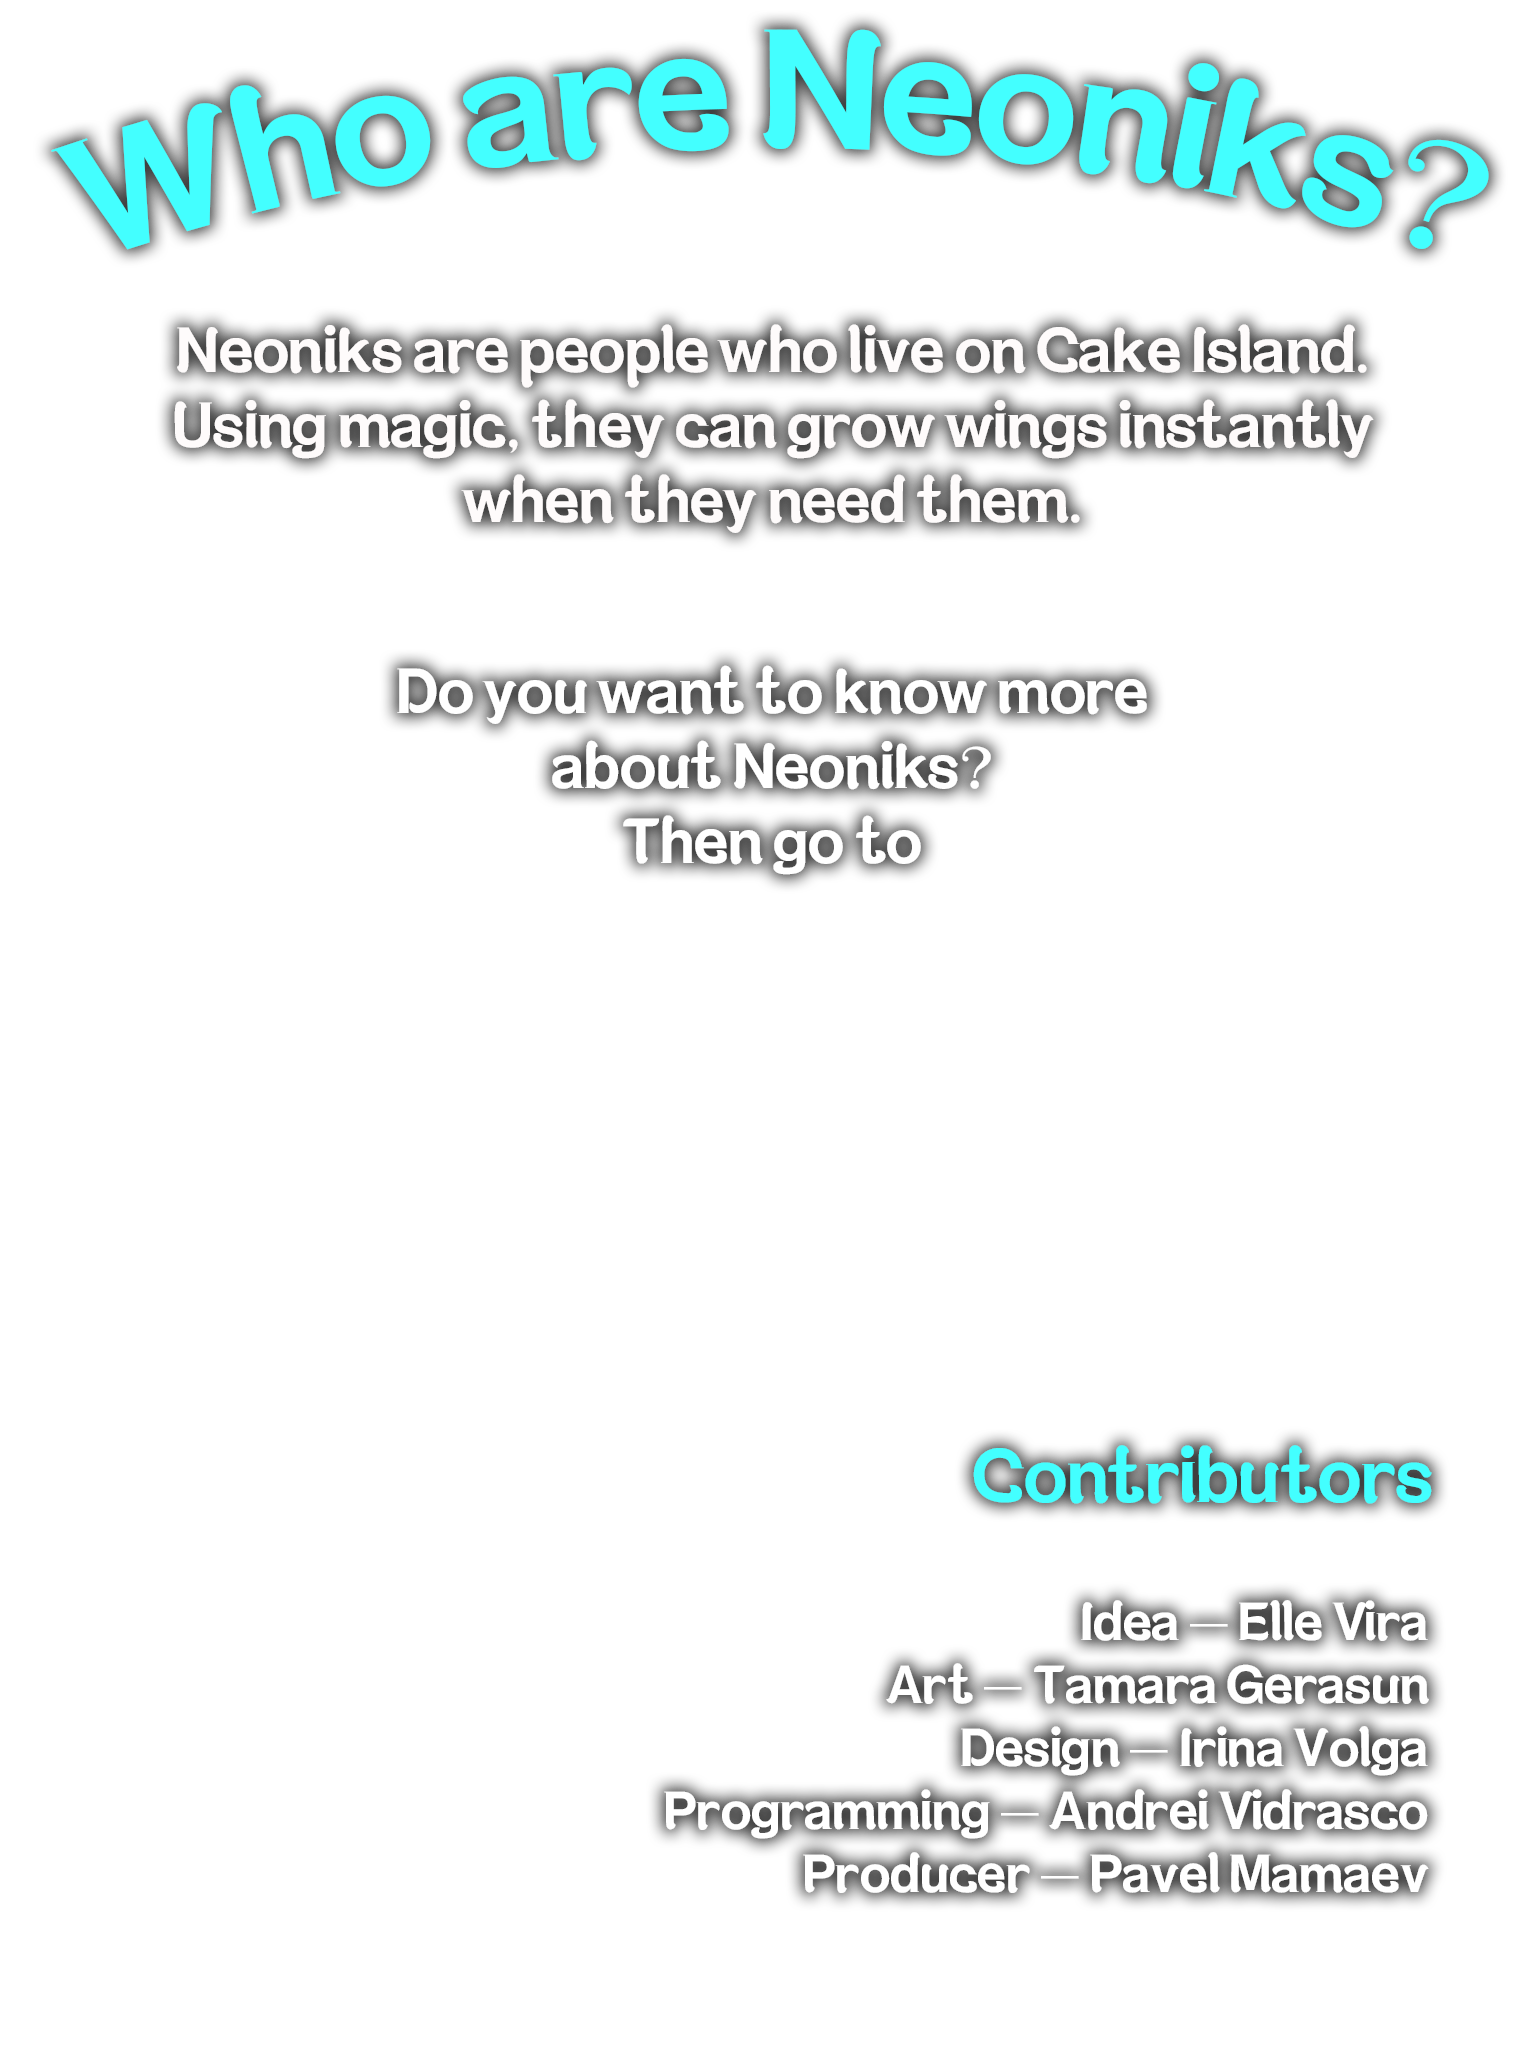 Who are Neoniks?
Neoniks are people who live on Cake Island.
Using magic, they can grow wings instantly
when they need them.
Do you want to know more
about Neoniks?
Then go to
Contributors
Idea — Elle Vira
Art — Tamara Gerasun
Design — Irina Volga
Programming — Andrei Vidrasco
Producer — Pavel Mamaev